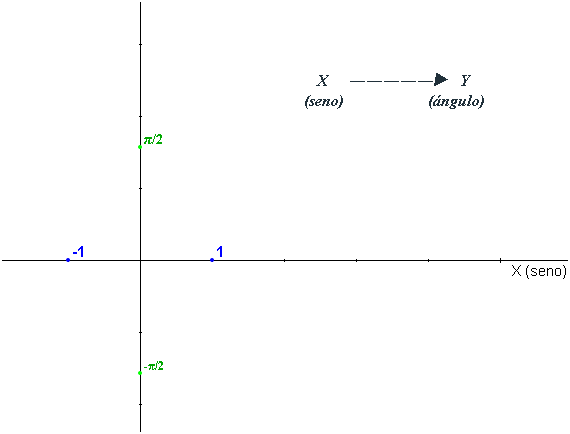 X Y
(seno) (ángulo)
π/2
-1 1
X (seno)
-π/2